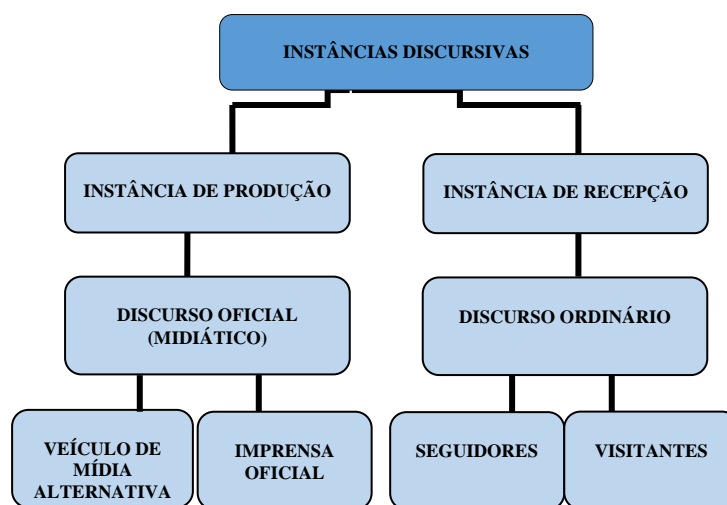 INSTÂNCIAS DISCURSIVAS
INSTÂNCIA DE PRODUÇÃO
INSTÂNCIA DE RECEPÇÃO
DISCURSO OFICIAL
(MIDIÁTICO)
DISCURSO ORDINÁRIO
VEÍCULO DE
MÍDIA
ALTERNATIVA
IMPRENSA
OFICIAL
SEGUIDORES
VISITANTES